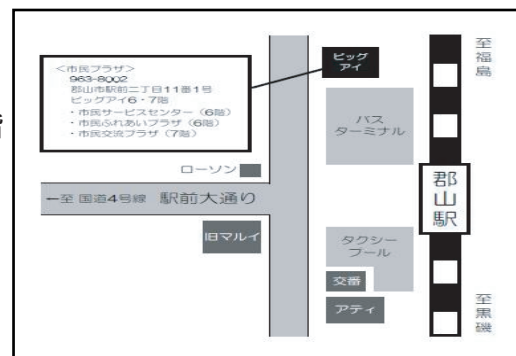 <市民プラザ>
963-8002
郡山市駅前二丁目11番1号
ビッグアイ6・7階
・市民サービスセンター（6階）
・市民ふれあいプラザ（6階）
・市民交流プラザ（7階）
ビッグ
アイ
至福島
バス
ターミナル
ローソン
←至 国道4号線 駅前大通り
郡山駅
旧マルイ
タクシー
プール
交番
アティ
至黒磯